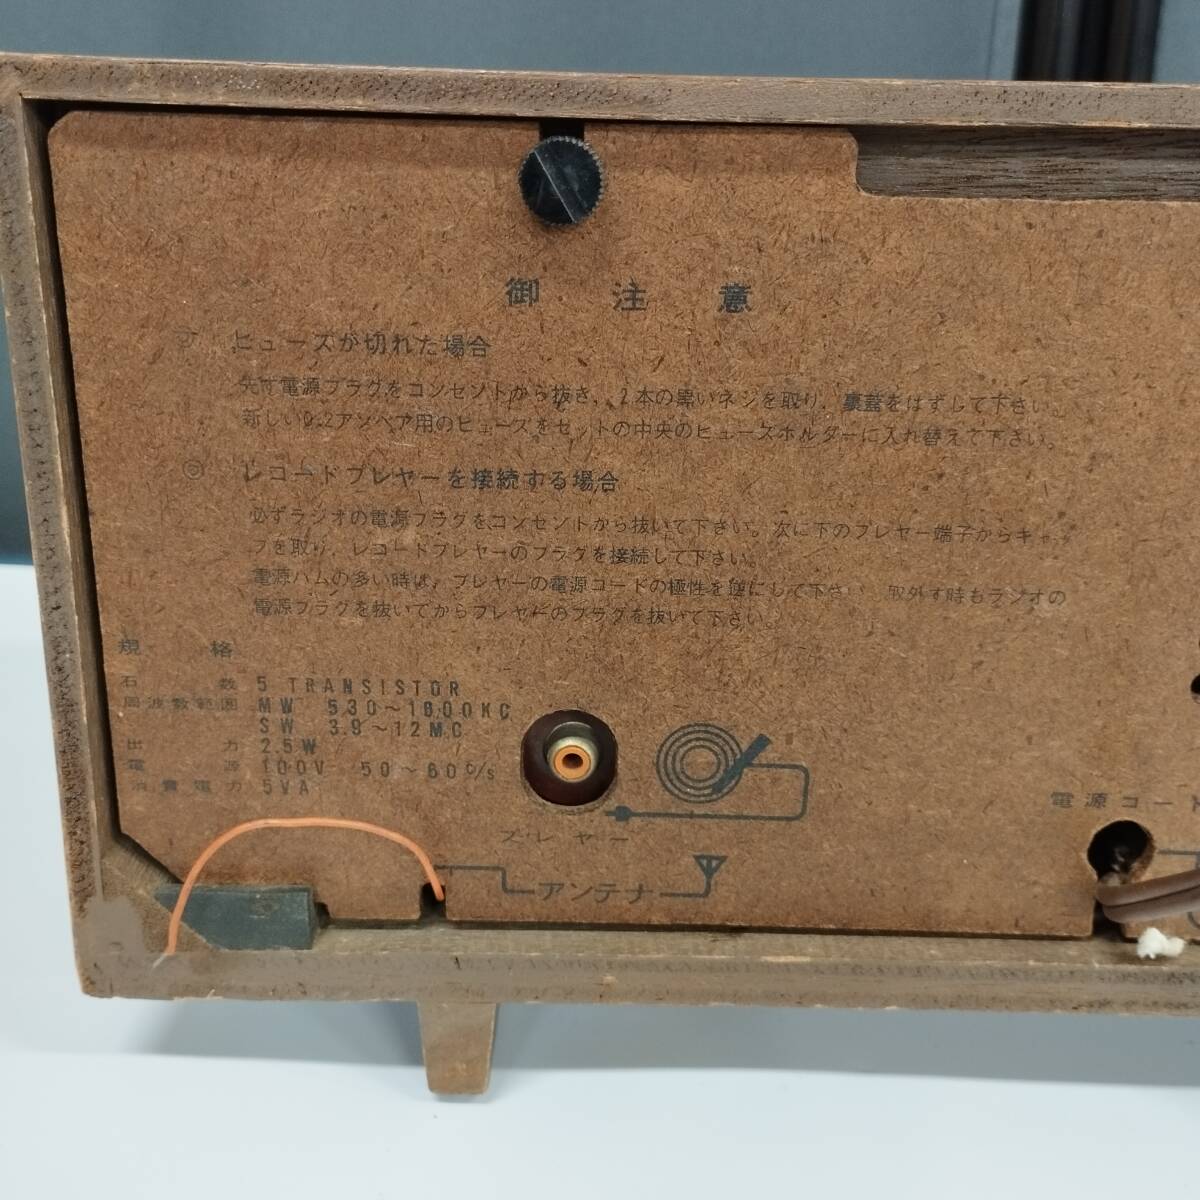 御注意
◎ ヒューズが切れた場合
先ず電源プラグをコンセントから抜き、2本の黒いネジを取り、裏蓋をはずして下さい。
新しい0.2アンペア用のヒューズをセットの中央のヒューズホルダーに入れ替えて下さい。
◎ レコードプレヤーを接続する場合
必ずラジオの電源プラグをコンセントから抜いて下さい。次に下のプレヤー端子からキャッ
プを取り、レコードプレヤーのプラグを接続して下さい。
電源ハムの多い時は、プレヤーの電源コードの極性を逆にして下さい 取外す時もラジオの
電源プラグを抜いてからプレヤーのプラグを抜いて下さい。
規格
石数 5 TRANSISTOR
周波数範囲 MW 530~1600KC
SW 3.9~12MC
出力 2.5W
電源 100V 50~60c/s
消費電力 5VA
プレヤー
アンテナ
電源コード